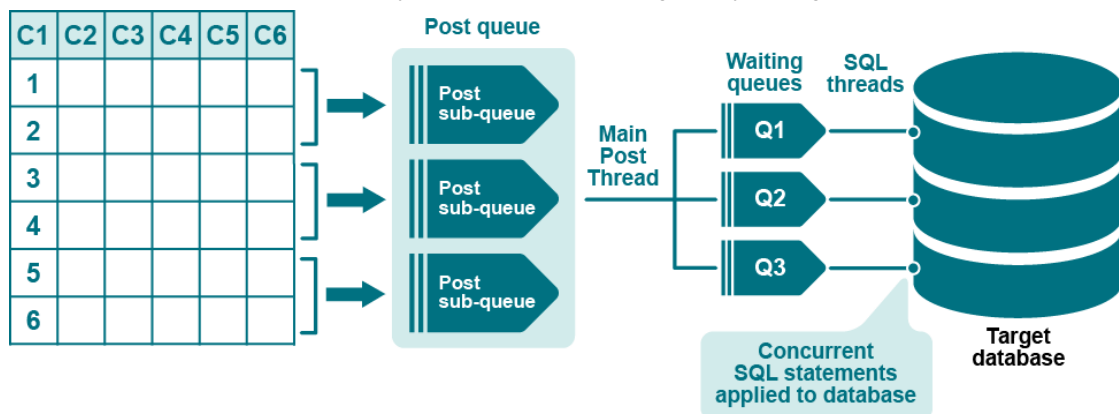 C1 C2 C3 C4 C5 C6
1
2
3
4
5
6
Post queue
Post
sub-queue
Post
sub-queue
Post
sub-queue
Main
Post
Thread
Waiting
queues
Q1
Q2
Q3
SQL
threads
Concurrent
SQL statements
applied to database
Target
database